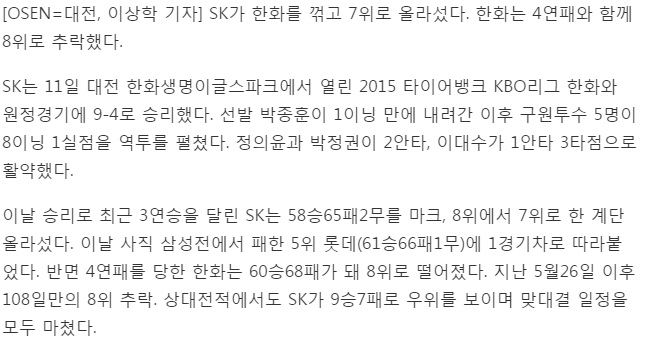 [OSEN=대전, 이상학 기자] SK가 한화를 꺾고 7위로 올라섰다. 한화는 4연패와 함께
8위로 추락했다.
SK는 11일 대전 한화생명이글스파크에서 열린 2015 타이어뱅크 KBO리그 한화와
원정경기에 9-4로 승리했다. 선발 박종훈이 1이닝 만에 내려간 이후 구원투수 5명이
8이닝 1실점을 역투를 펼쳤다. 정의윤과 박정권이 2안타, 이대수가 1안타 3타점으로
활약했다.
이날 승리로 최근 3연승을 달린 SK는 58승65패2무를 마크, 8위에서 7위로 한 계단
올라섰다. 이날 사직 삼성전에서 패한 5위 롯데(61승66패1무)에 1경기차로 따라붙
었다. 반면 4연패를 당한 한화는 60승68패가 돼 8위로 떨어졌다. 지난 5월26일 이후
108일만의 8위 추락. 상대전적에서도 SK가 9승7패로 우위를 보이며 맞대결 일정을
모두 마쳤다.